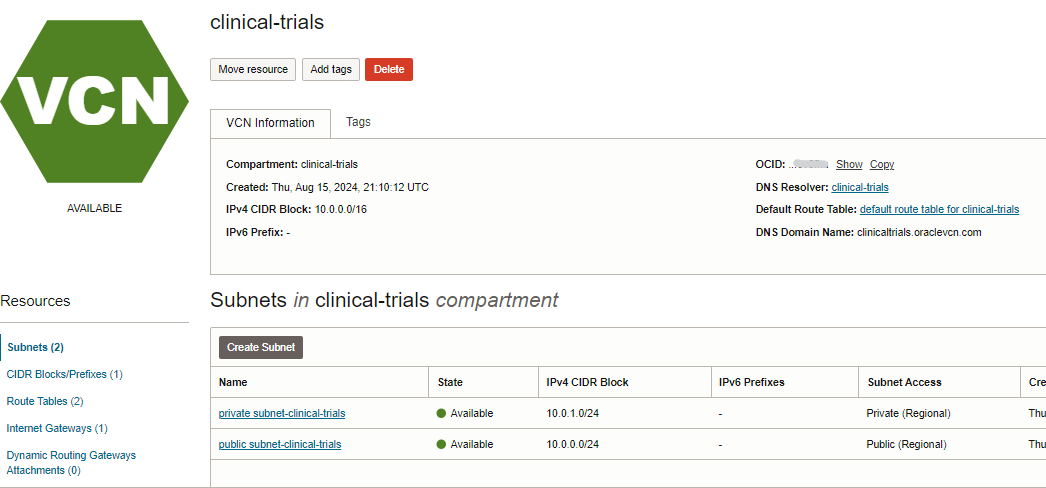 clinical-trials
VCN
Move resource Add tags Delete
VCN Information Tags
Compartment: clinical-trials OCID: Show Copy
Created: Thu, Aug 15, 2024, 21:10:12 UTC DNS Resolver: clinical-trials
AVAILABLE
IPv4 CIDR Block: 10.0.0.0/16 Default Route Table: default route table for clinical-trials
IPv6 Prefix: - DNS Domain Name: clinicaltrials.oraclevcn.com
Resources
Subnets in clinical-trials compartment
Subnets (2)
CIDR Blocks/Prefixes (1)
Route Tables (2)
Internet Gateways (1)
Dynamic Routing Gateways
Attachments (0)
Create Subnet
Name State IPv4 CIDR Block IPv6 Prefixes Subnet Access Cre
private subnet-clinical-trials Available 10.0.1.0/24 - Private (Regional) Thu
public subnet-clinical-trials Available 10.0.0.0/24 - Public (Regional) Thu